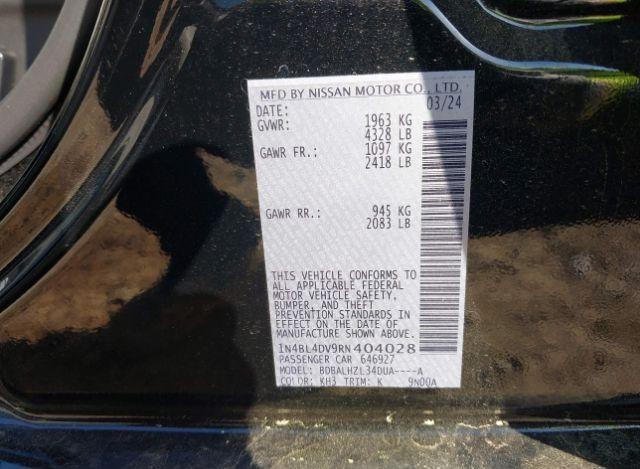 MFD BY NISSAN MOTOR CO., LTD.
DATE: 03/24
GVWR: 1963 KG
4328 LB
GAWR FR.: 1097 KG
2418 LB
GAWR RR.: 945 KG
2083 LB
THIS VEHICLE CONFORMS TO
ALL APPLICABLE FEDERAL
MOTOR VEHICLE SAFETY,
BUMPER, AND THEFT
PREVENTION STANDARDS IN
EFFECT ON THE DATE OF
MANUFACTURE SHOWN ABOVE.
1N4BL4DV9RN404028
PASSENGER CAR 646927
MODEL: BDBALHZL34DUA----A
COLOR: KH3 TRIM: K 9N00A